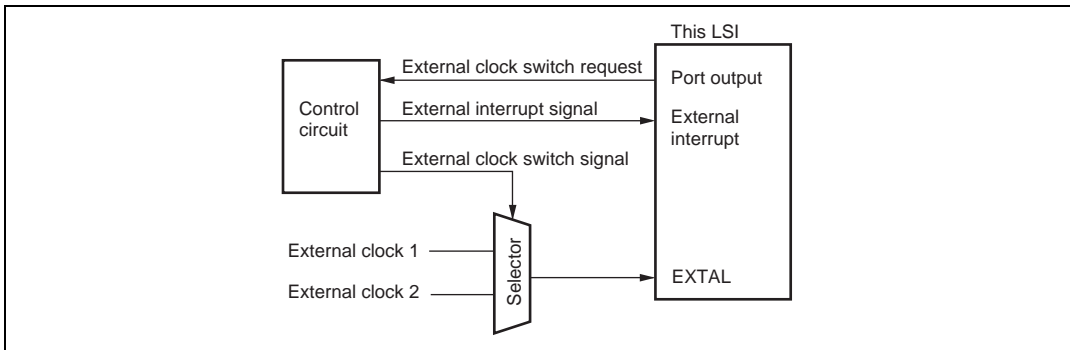 This LSI
External clock switch request
Port output
Control
circuit
External interrupt signal
External
interrupt
External clock switch signal
External clock 1
Selector
External clock 2
EXTAL